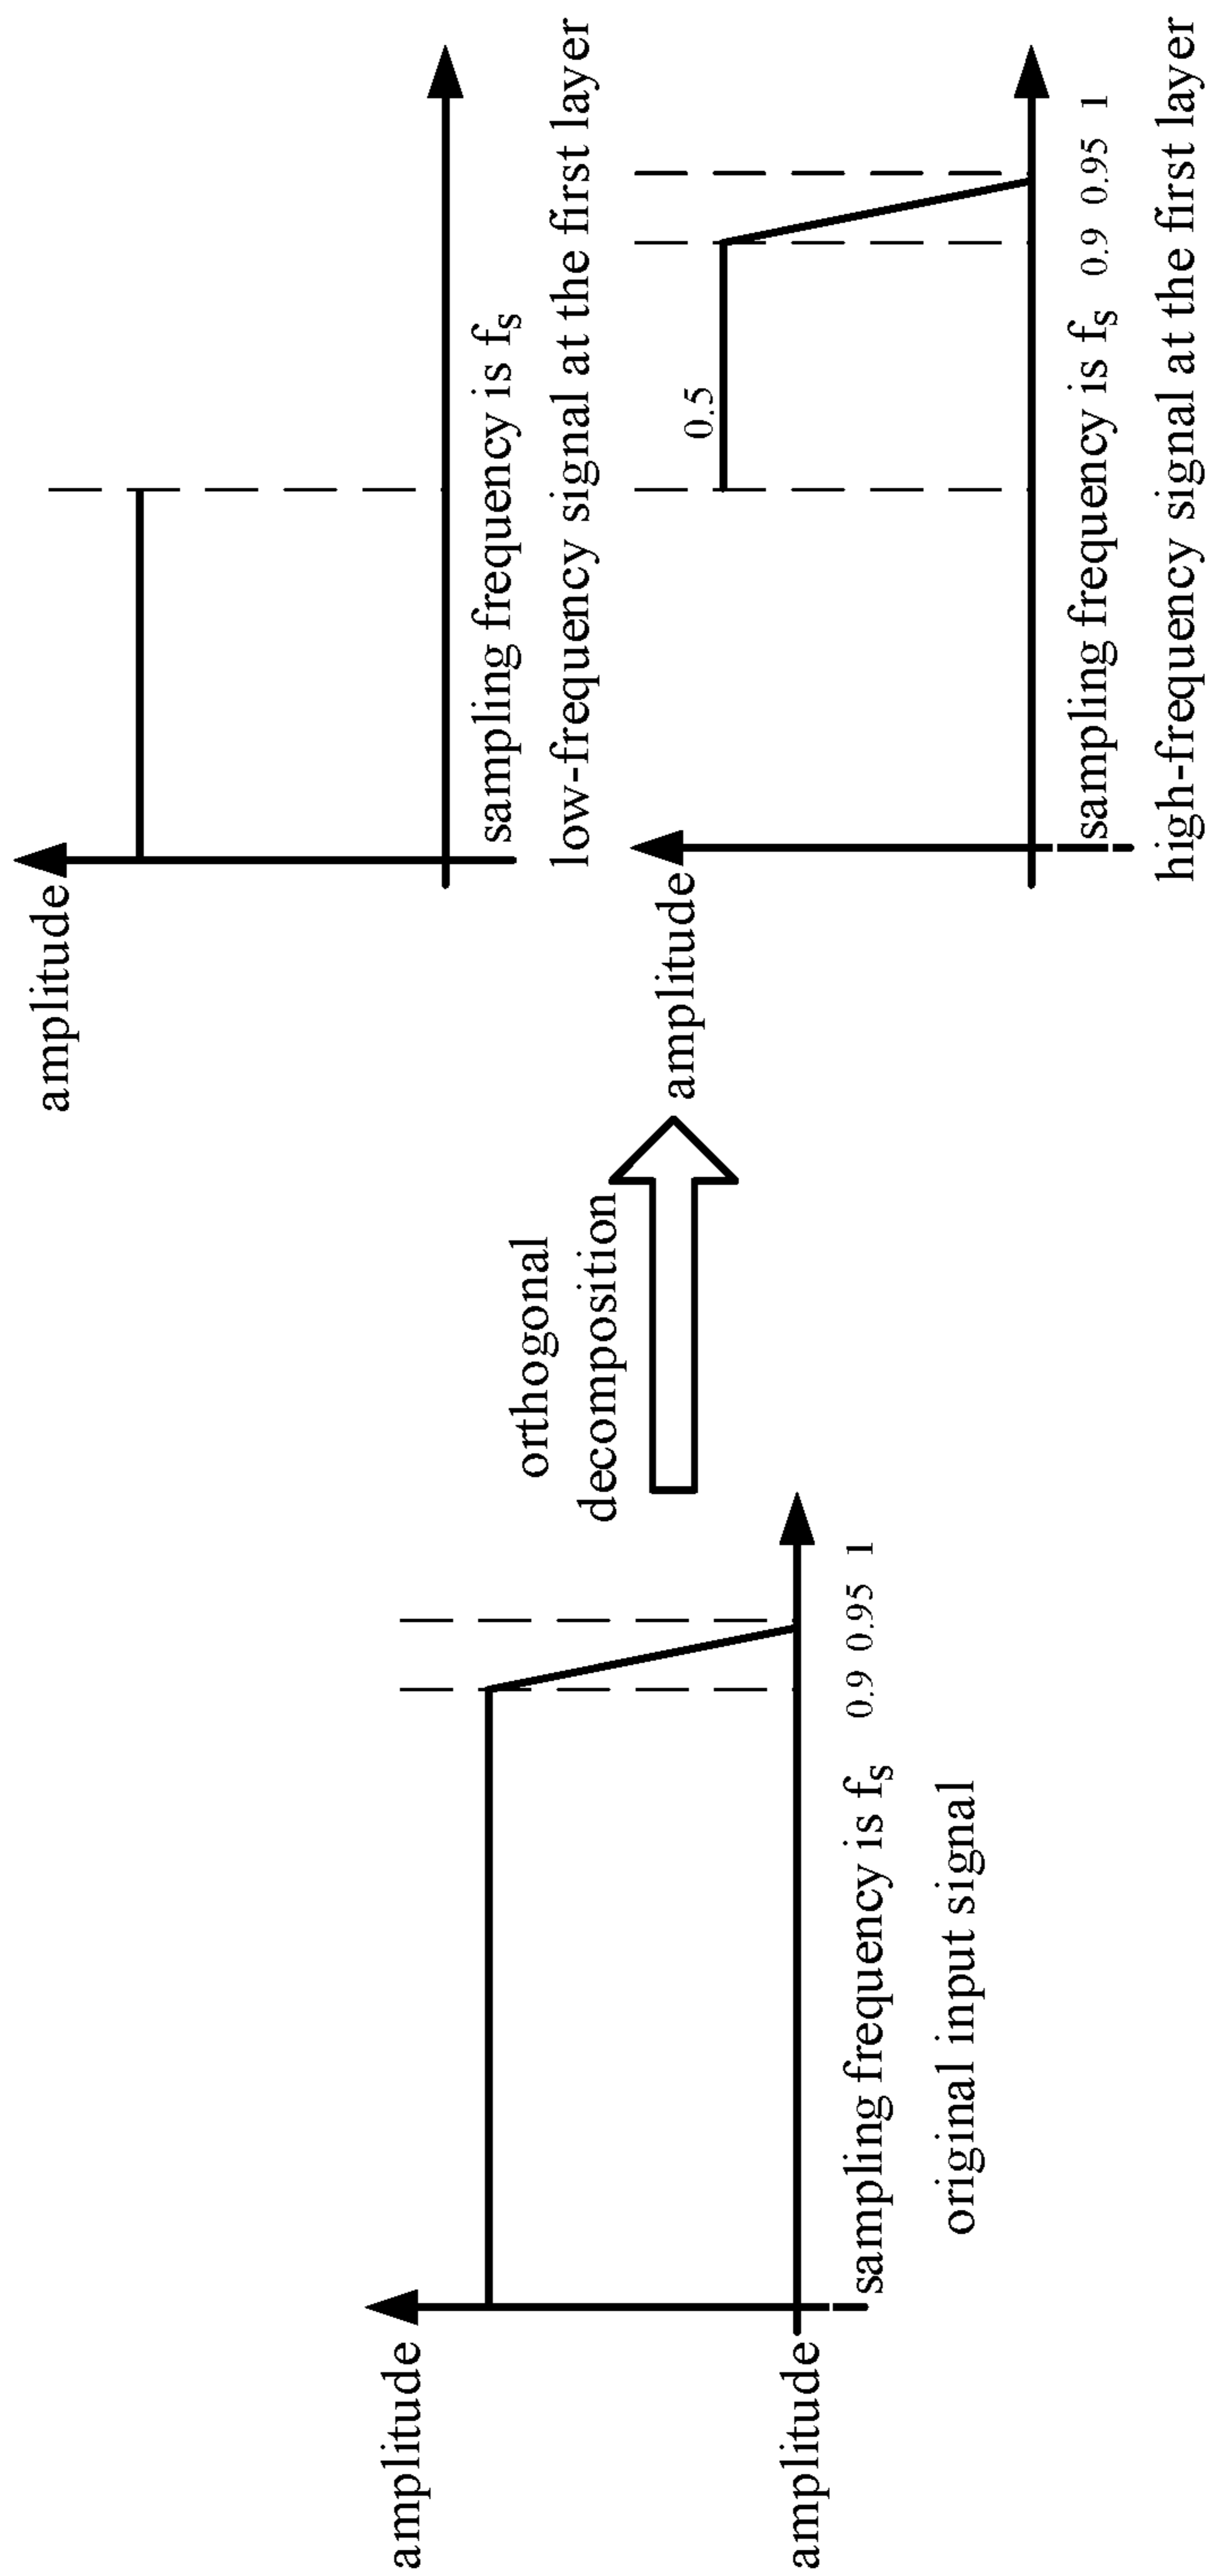 amplitude
amplitude
sampling frequency is fs
0.9 0.95 1
original input signal
orthogonal
decomposition
amplitude
sampling frequency is fs
low-frequency signal at the first layer
amplitude
0.5
sampling frequency is fs
0.9 0.95 1
high-frequency signal at the first layer